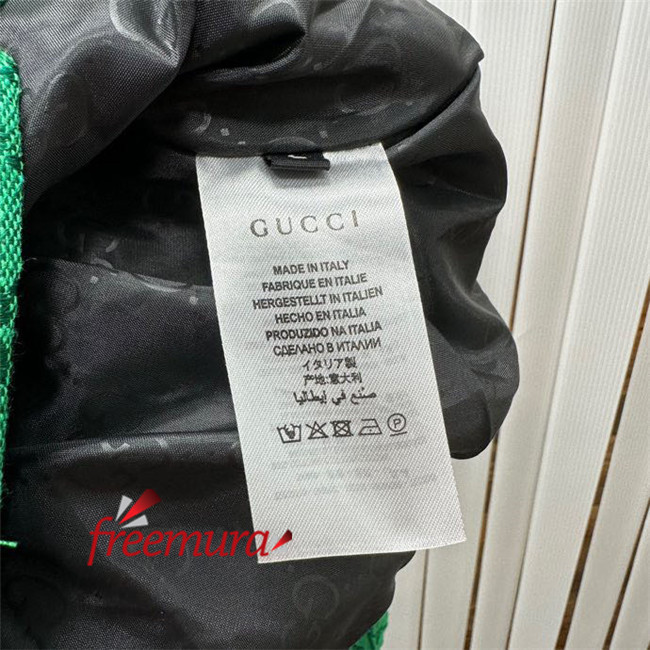 GUCCI
MADE IN ITALY
FABRIQUE EN ITALIE
HERGESTELLT IN ITALIEN
HECHO EN ITALIA
PRODUZIDO NA ITALIA
СДЕЛАНО В ИТАЛИИ
イタリア製
产地:意大利
صنع في إيطاليا
P
freemura